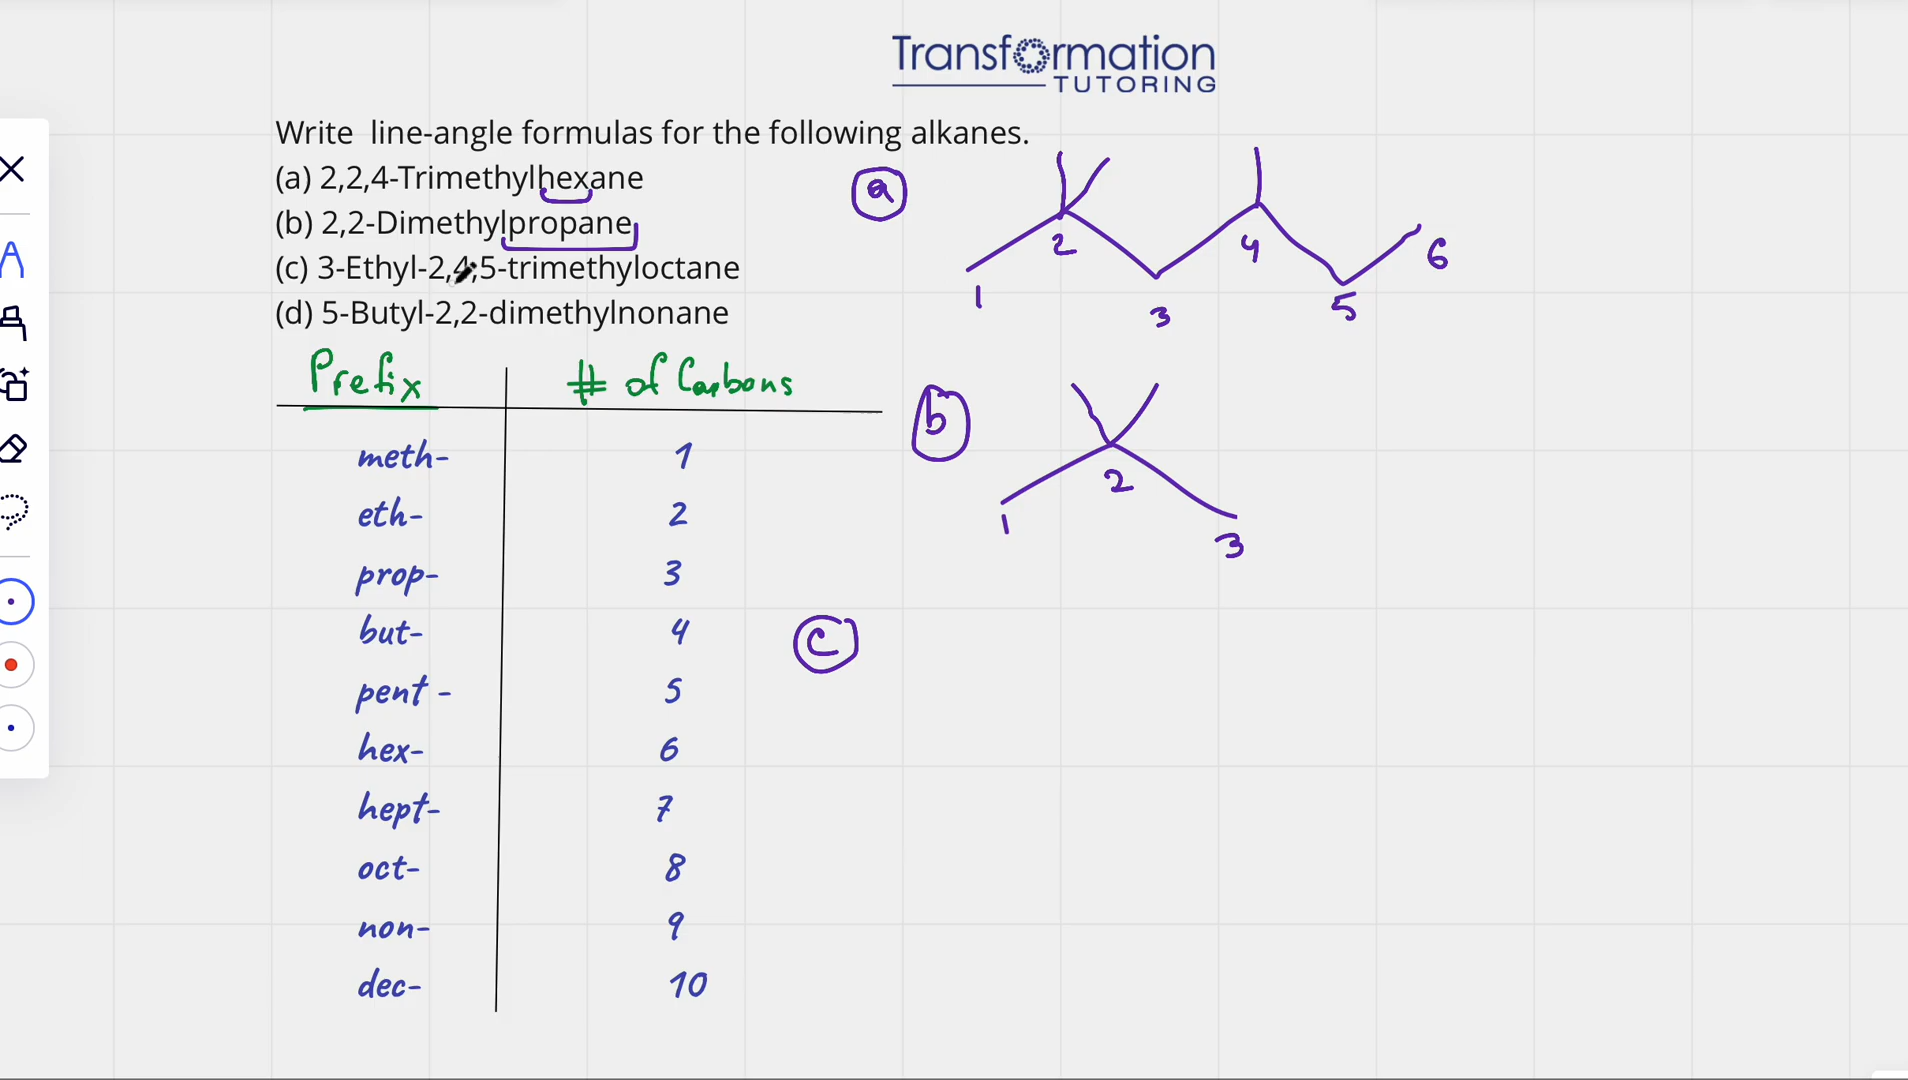 Transformation
TUTORING
Write line-angle formulas for the following alkanes.
(a) 2,2,4-Trimethylhexane
(b) 2,2-Dimethylpropane
(c) 3-Ethyl-2,4,5-trimethyloctane
(d) 5-Butyl-2,2-dimethylnonane
Prefix # of Carbons
meth- 1
eth- 2
prop- 3
but- 4
pent - 5
hex- 6
hept- 7
oct- 8
non- 9
dec- 10
a
1 2 3 4 5 6
b
1 2 3
c